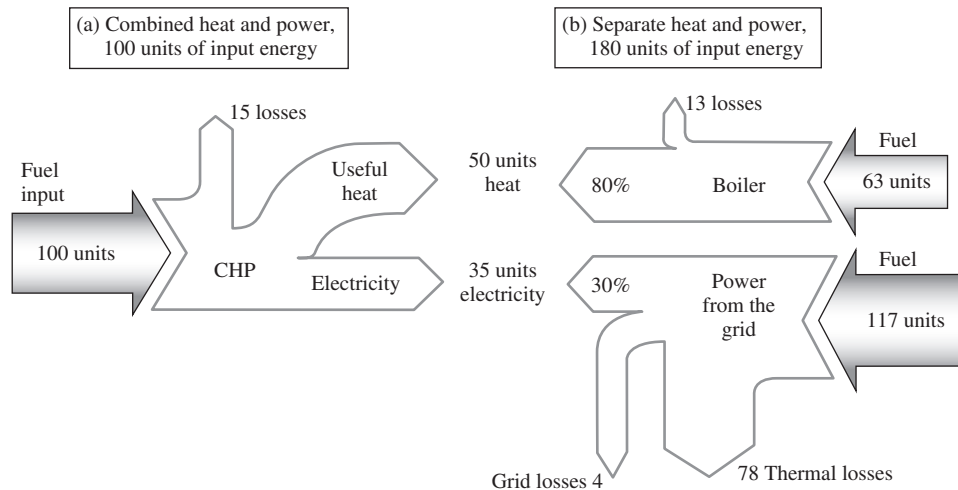 (a) Combined heat and power,
100 units of input energy
(b) Separate heat and power,
180 units of input energy
15 losses
13 losses
Fuel
input
100 units
Useful
heat
CHP
Electricity
50 units
heat
35 units
electricity
80%
Boiler
Fuel
63 units
30%
Power
from the
grid
Fuel
117 units
Grid losses 4
78 Thermal losses